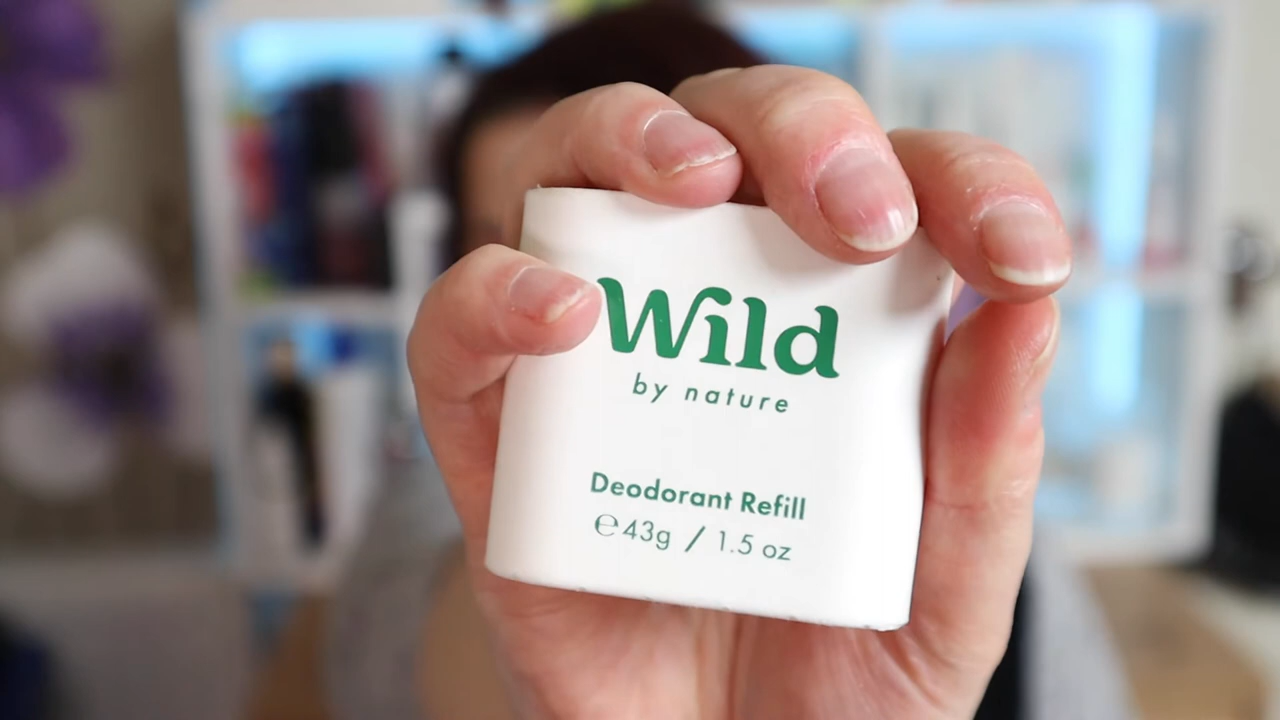 Wild
by nature
Deodorant Refill
℮43g / 1.5 oz